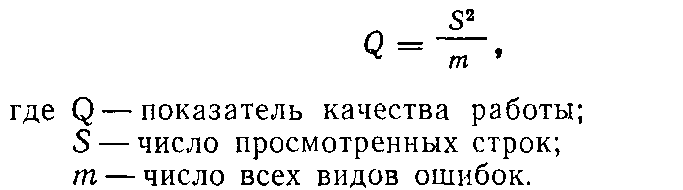 Q = S²/m,
где Q — показатель качества работы;
S — число просмотренных строк;
m — число всех видов ошибок.